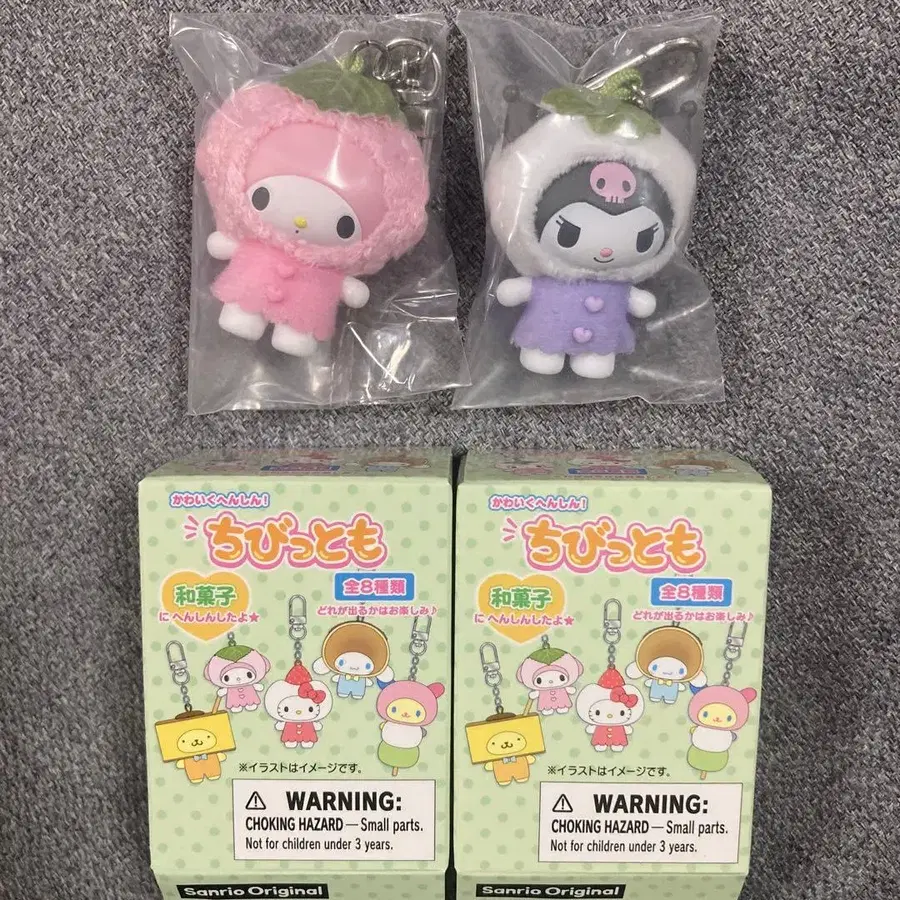 かわいくへんしん!
ちびっとも
和菓子
にへんしんしたよ★
全8種類
どれが出るかはお楽しみ♪
※イラストはイメージです。
WARNING:
CHOKING HAZARD — Small parts.
Not for children under 3 years.
Sanrio Original
かわいくへんしん!
ちびっとも
和菓子
にへんしんしたよ★
全8種類
どれが出るかはお楽しみ♪
※イラストはイメージです。
WARNING:
CHOKING HAZARD — Small parts.
Not for children under 3 years.
Sanrio Original